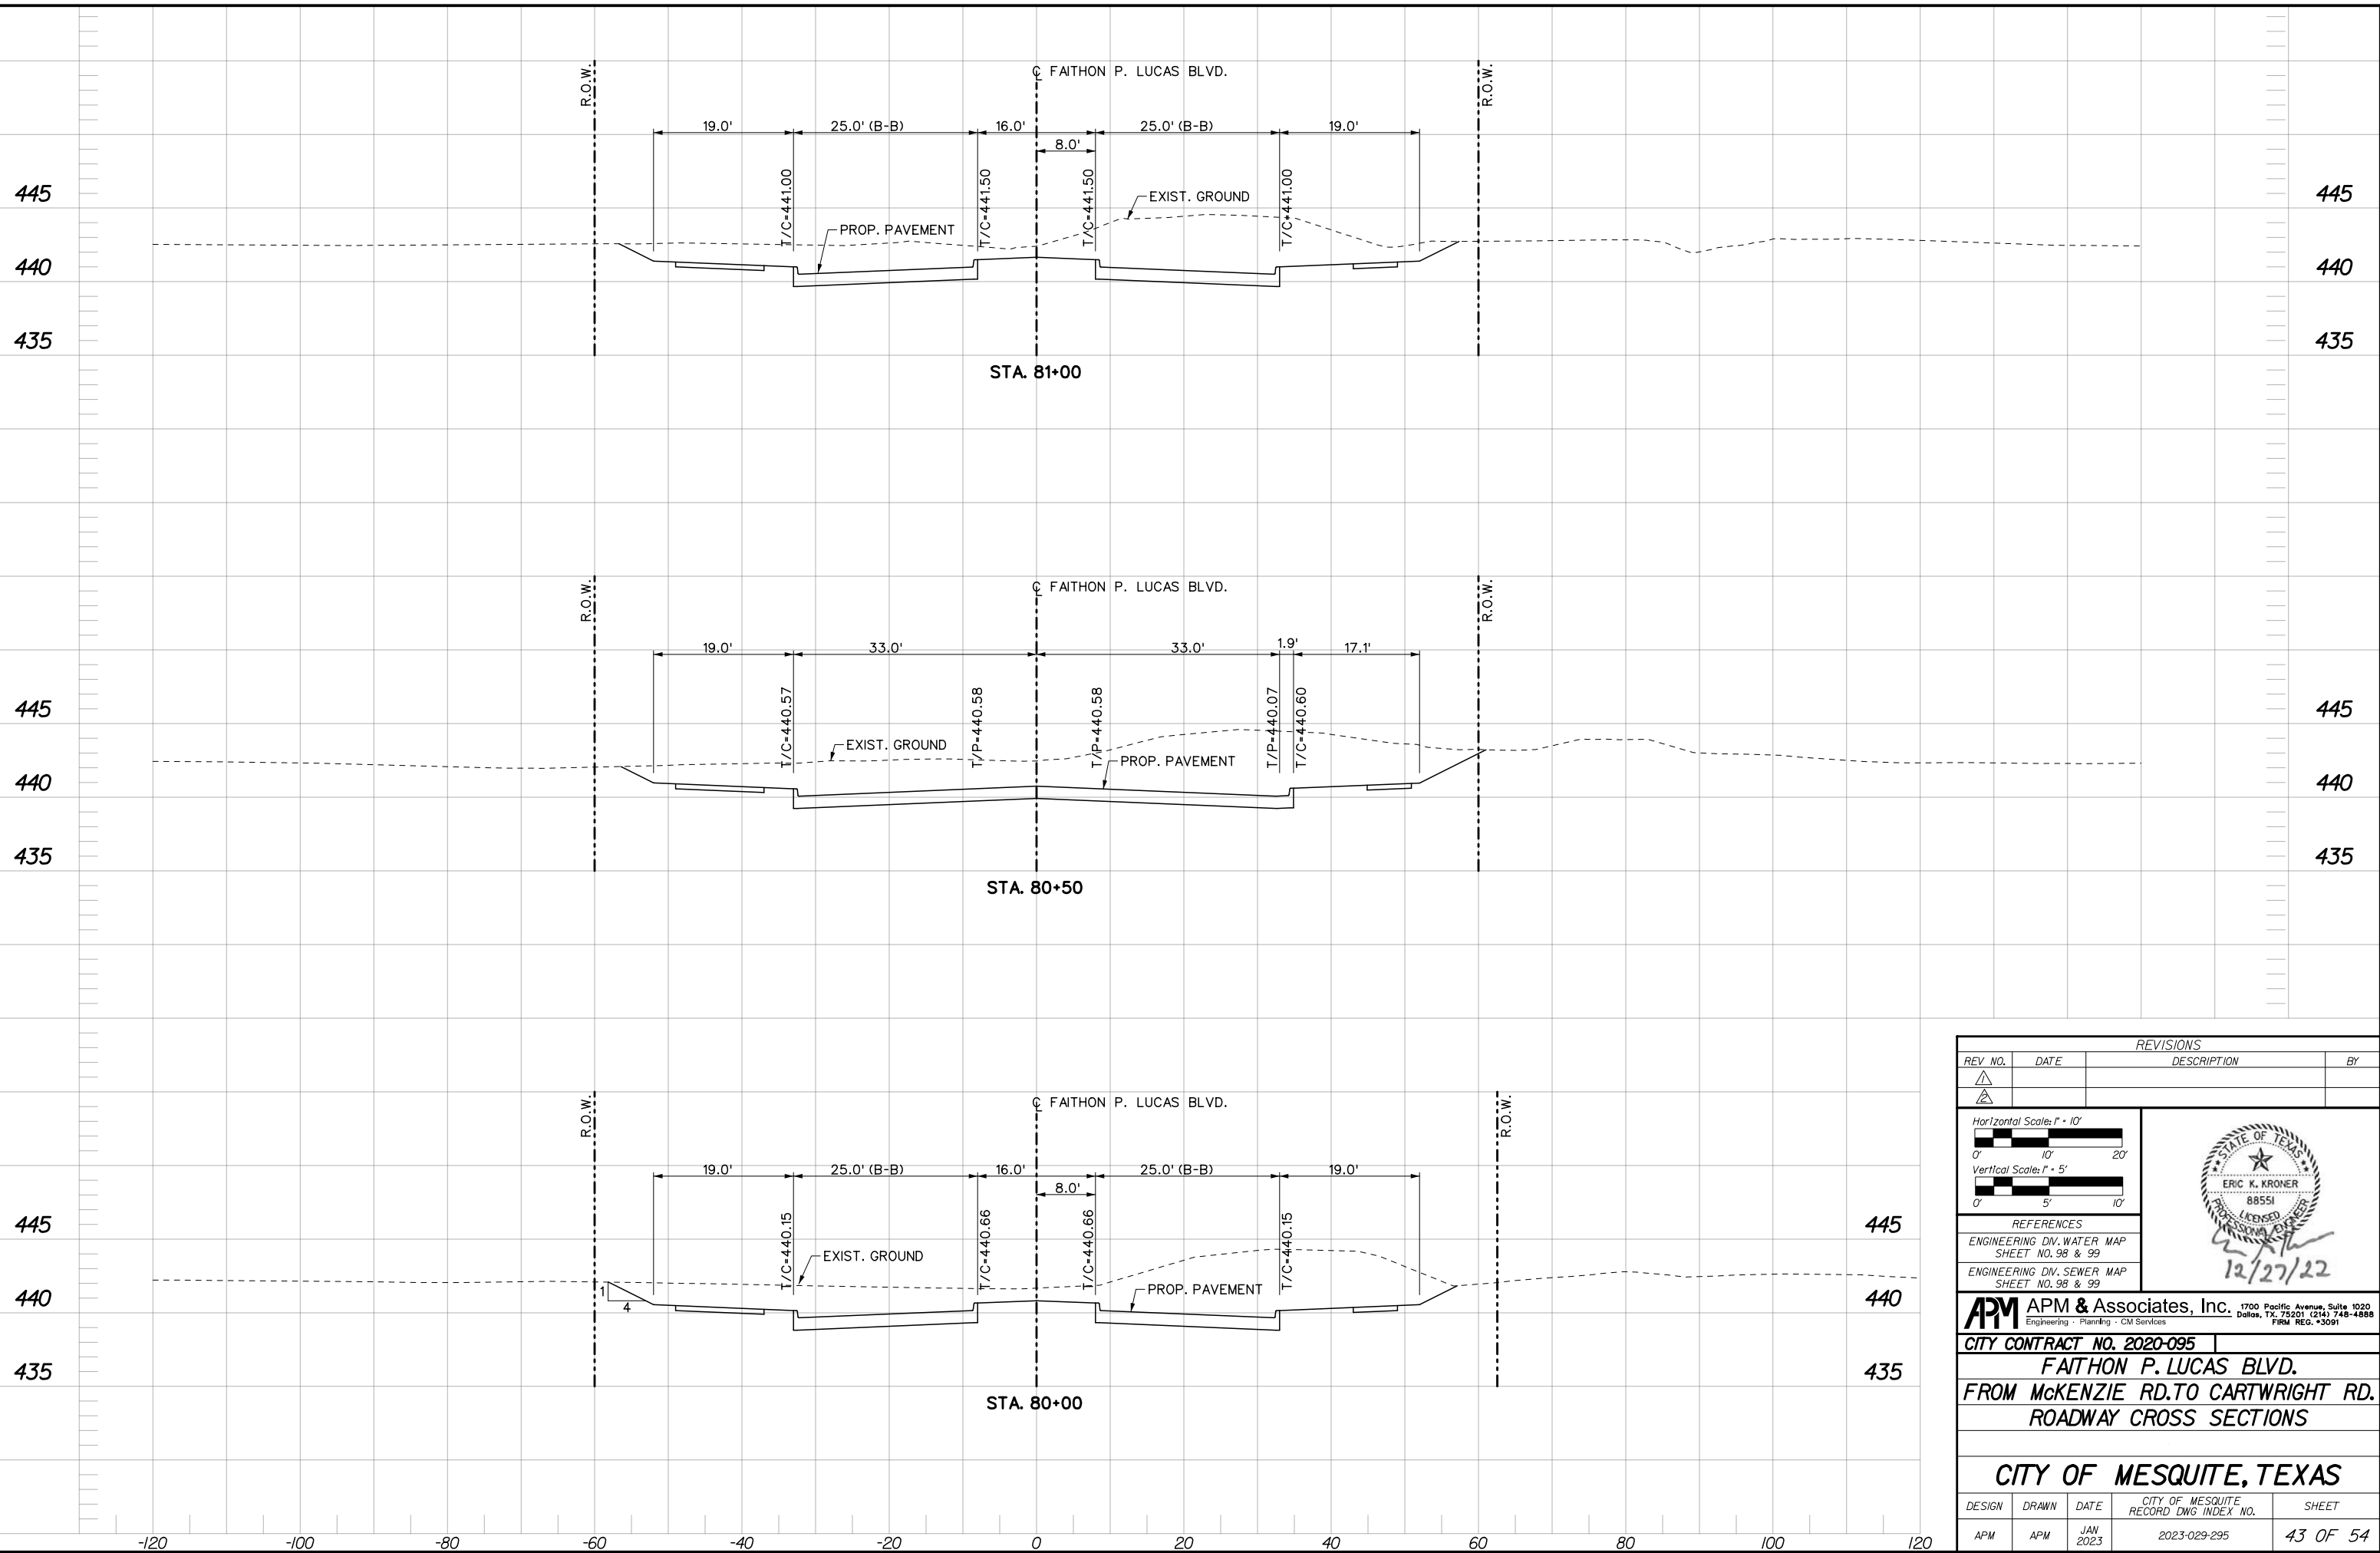 R.O.W.
℄ FAITHON P. LUCAS BLVD.
R.O.W.
19.0' 25.0' (B-B) 16.0' 25.0' (B-B) 19.0'
8.0'
T/C=441.00 T/C=441.50 T/C=441.50 T/C=441.00
EXIST. GROUND
PROP. PAVEMENT
445 445
440 440
435 435
STA. 81+00
R.O.W.
℄ FAITHON P. LUCAS BLVD.
R.O.W.
19.0' 33.0' 33.0' 1.9' 17.1'
T/C=440.57 T/P=440.58 T/P=440.58 T/P=440.07 T/C=440.60
EXIST. GROUND
PROP. PAVEMENT
445 445
440 440
435 435
STA. 80+50
R.O.W.
℄ FAITHON P. LUCAS BLVD.
R.O.W.
19.0' 25.0' (B-B) 16.0' 25.0' (B-B) 19.0'
8.0'
T/C=440.15 T/C=440.66 T/C=440.66 T/C=440.15
EXIST. GROUND
PROP. PAVEMENT
1
4
445 445
440 440
435 435
STA. 80+00
-120 -100 -80 -60 -40 -20 0 20 40 60 80 100 120
REVISIONS
REV NO. DATE DESCRIPTION BY
1
2
Horizontal Scale: 1" = 10'
0' 10' 20'
Vertical Scale: 1" = 5'
0' 5' 10'
STATE OF TEXAS
ERIC K. KRONER
88551
LICENSED
PROFESSIONAL ENGINEER
12/27/22
REFERENCES
ENGINEERING DIV. WATER MAP
SHEET NO. 98 & 99
ENGINEERING DIV. SEWER MAP
SHEET NO. 98 & 99
APM APM & Associates, Inc.
Engineering · Planning · CM Services
1700 Pacific Avenue, Suite 1020
Dallas, TX. 75201 (214) 748-4888
FIRM REG. #3091
CITY CONTRACT NO. 2020-095
FAITHON P. LUCAS BLVD.
FROM McKENZIE RD. TO CARTWRIGHT RD.
ROADWAY CROSS SECTIONS
CITY OF MESQUITE, TEXAS
DESIGN DRAWN DATE CITY OF MESQUITE RECORD DWG INDEX NO. SHEET
APM APM JAN 2023 2023-029-295 43 OF 54